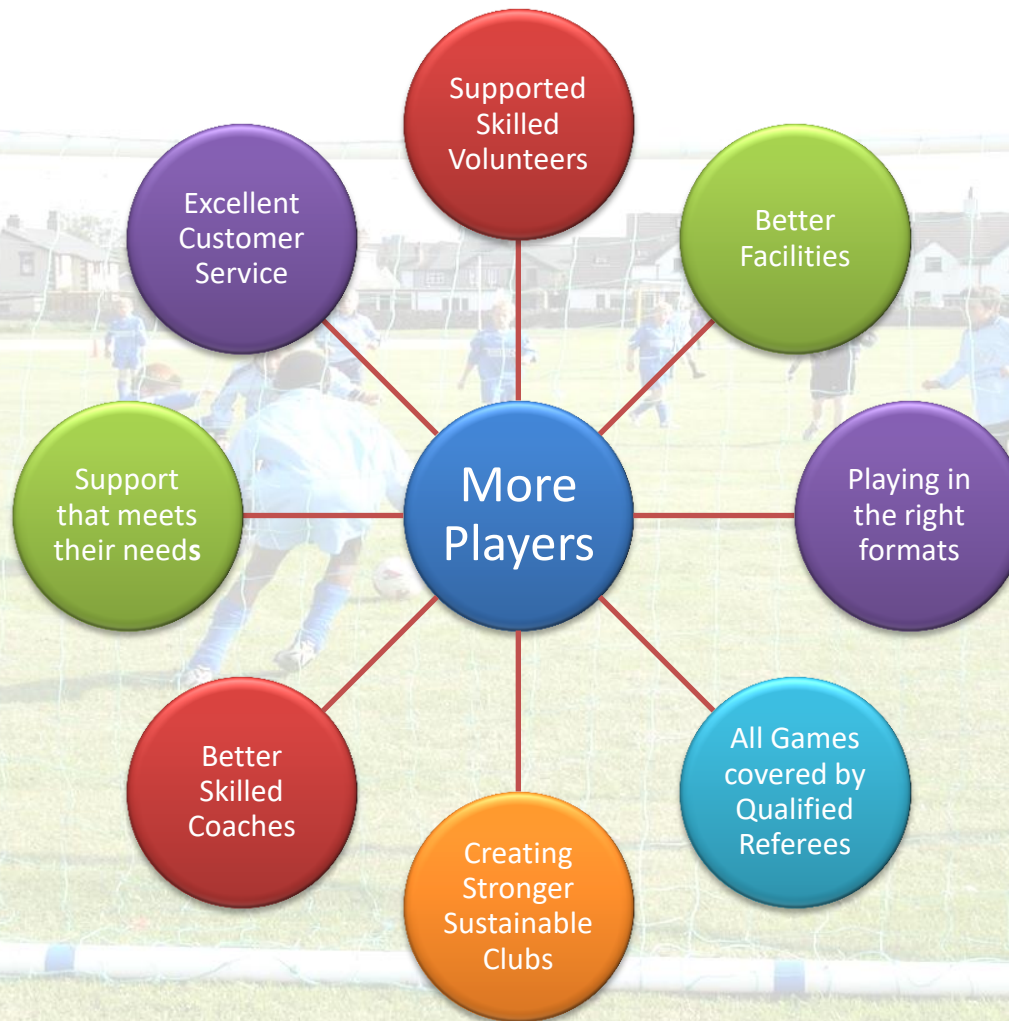 Supported
Skilled
Volunteers
Excellent
Customer
Service
Better
Facilities
Support
that meets
their needs
More
Players
Playing in
the right
formats
Better
Skilled
Coaches
All Games
covered by
Qualified
Referees
Creating
Stronger
Sustainable
Clubs